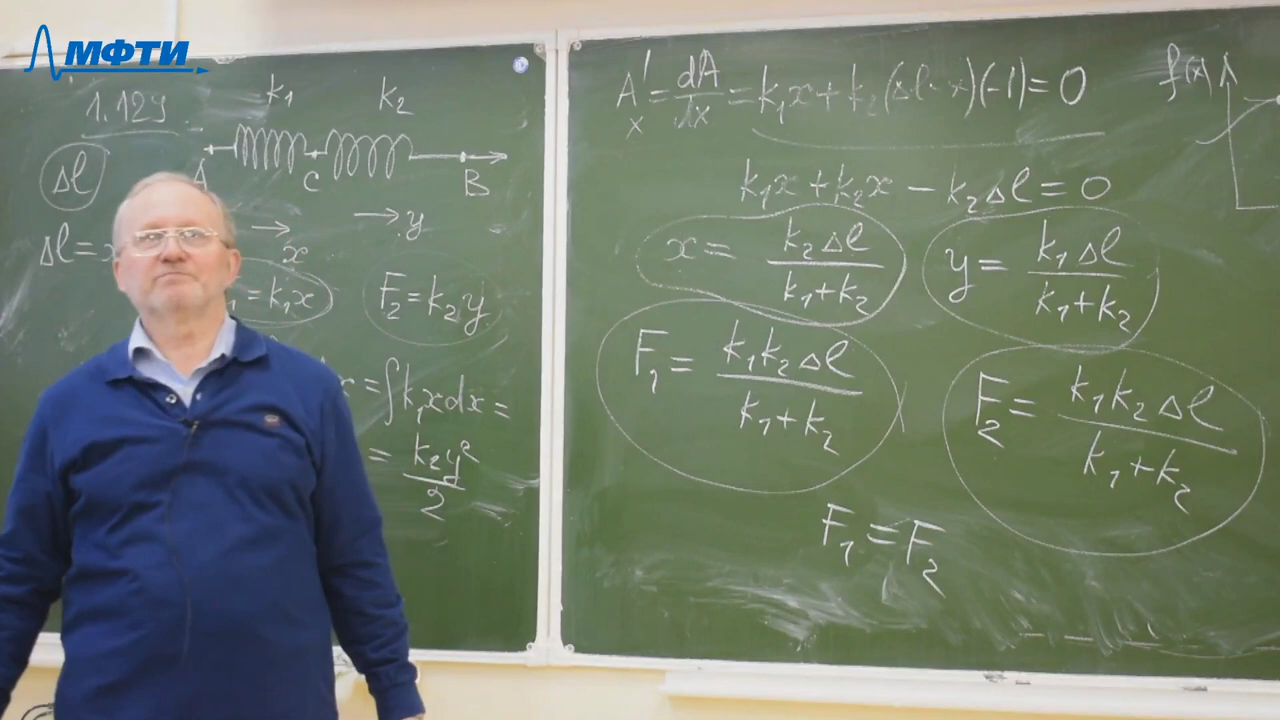 МФТИ
1.124
k₁ k₂
Δl
A C B
Δl =
x y
= k₁x F₂ = k₂y
= ∫k₁xdx =
= k₂y²/2
A'ₓ = dA/dx = k₁x + k₂(Δl - x)(-1) = 0
f(x)
k₁x + k₂x - k₂Δl = 0
x = k₂Δl/(k₁+k₂) y = k₁Δl/(k₁+k₂)
F₁ = k₁k₂Δl/(k₁+k₂) F₂ = k₁k₂Δl/(k₁+k₂)
F₁ = F₂